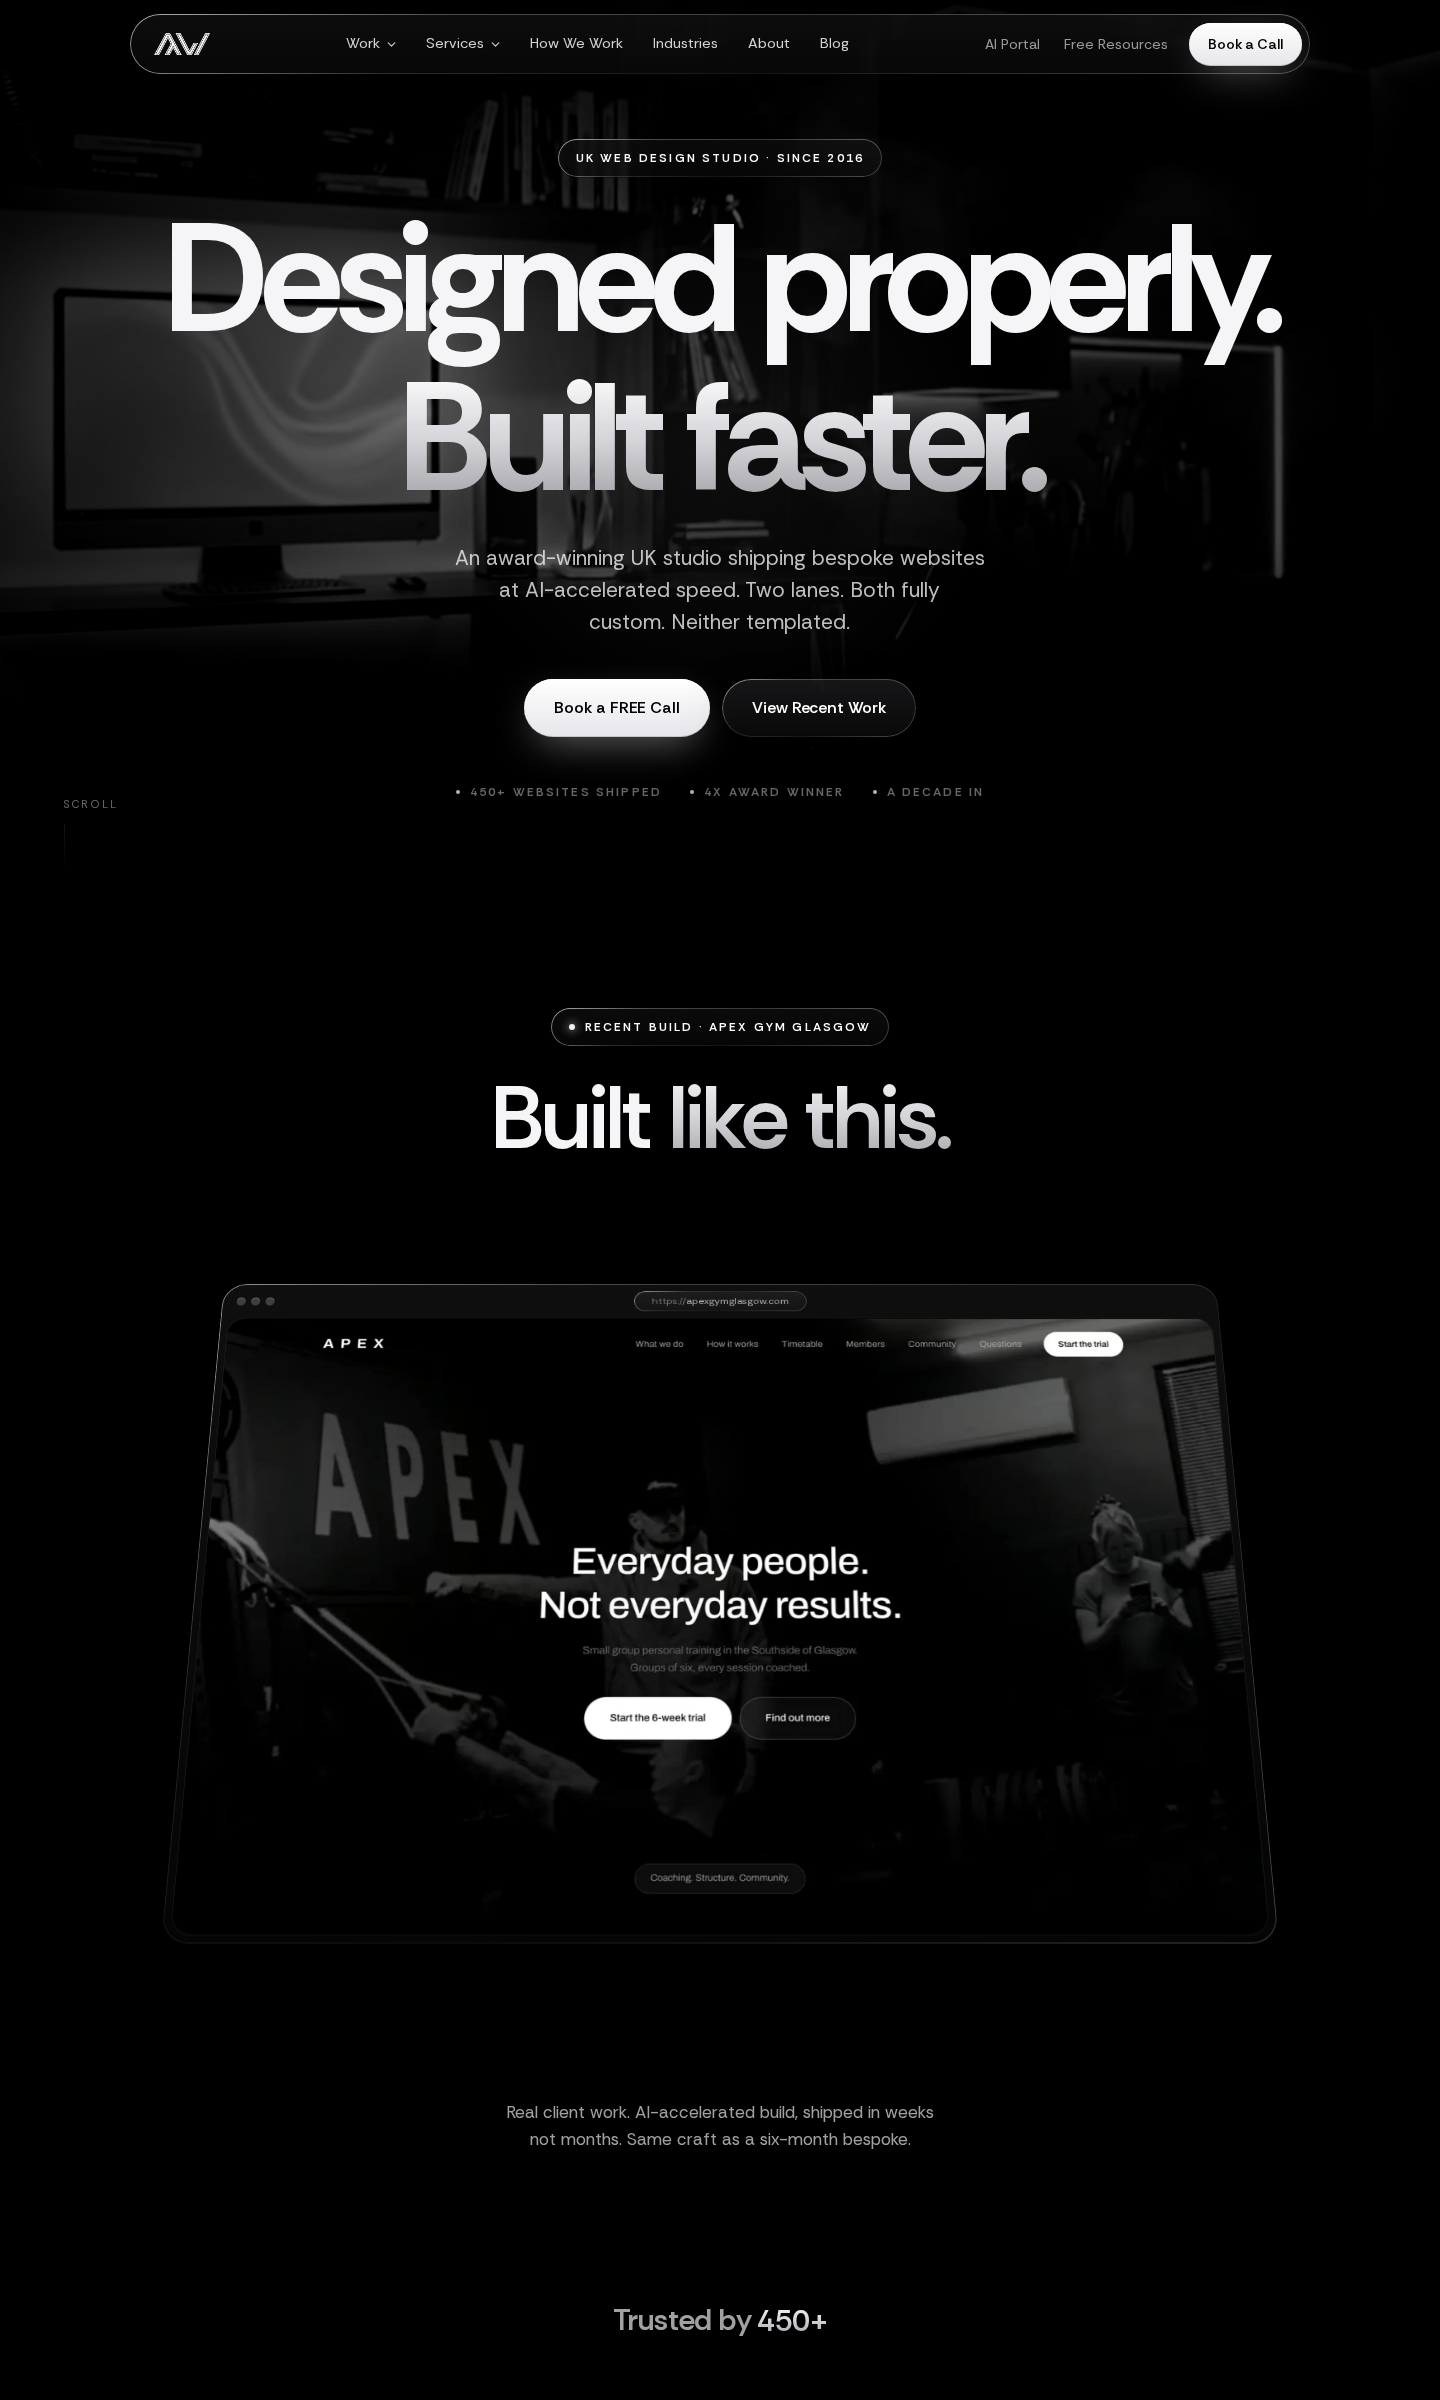 AW
Work
Services
How We Work
Industries
About
Blog
AI Portal
Free Resources
Book a Call
UK WEB DESIGN STUDIO · SINCE 2016
Designed properly.
Built faster.
An award-winning UK studio shipping bespoke websites
at AI-accelerated speed. Two lanes. Both fully
custom. Neither templated.
Book a FREE Call
View Recent Work
450+ WEBSITES SHIPPED
4X AWARD WINNER
A DECADE IN
SCROLL
RECENT BUILD · APEX GYM GLASGOW
Built like this.
https://apexgymglasgow.com
APEX
What we do
How it works
Timetable
Members
Community
Questions
Start the trial
APEX
Everyday people.
Not everyday results.
Small group personal training in the Southside of Glasgow.
Groups of six, every session coached.
Start the 6-week trial
Find out more
Coaching. Structure. Community.
Real client work. AI-accelerated build, shipped in weeks
not months. Same craft as a six-month bespoke.
Trusted by 450+